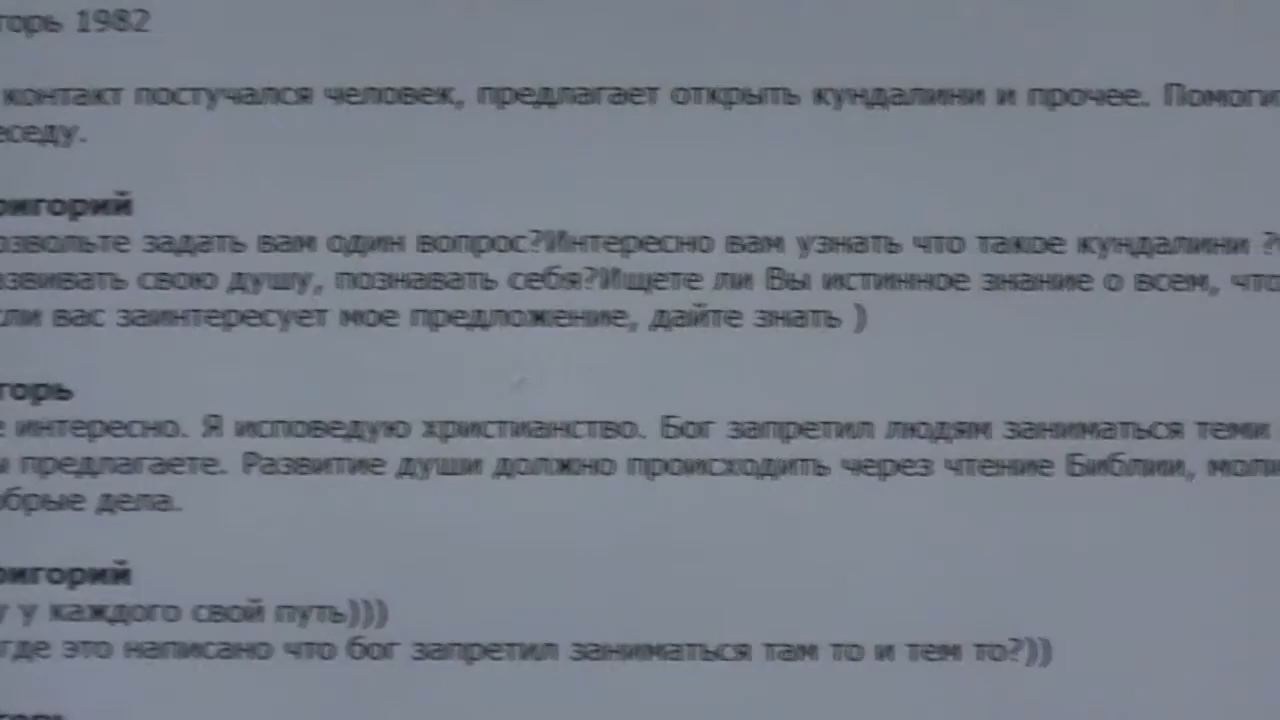 горь 1982
контакт постучался человек, предлагает открыть кундалини и прочее. Помоги
еседу.
ригорий
озвольте задать вам один вопрос?Интересно вам узнать что такое кундалини ?
азвивать свою душу, познавать себя?Ищете ли Вы истинное знание о всем, что
сли вас заинтересует мое предложение, дайте знать )
горь
е интересно. Я исповедую христианство. Бог запретил людям заниматься теми
и предлагаете. Развитие души должно происходить через чтение Библии, моли
обрые дела.
ригорий
у у каждого свой путь)))
где это написано что бог запретил заниматься там то и тем то?))
горь